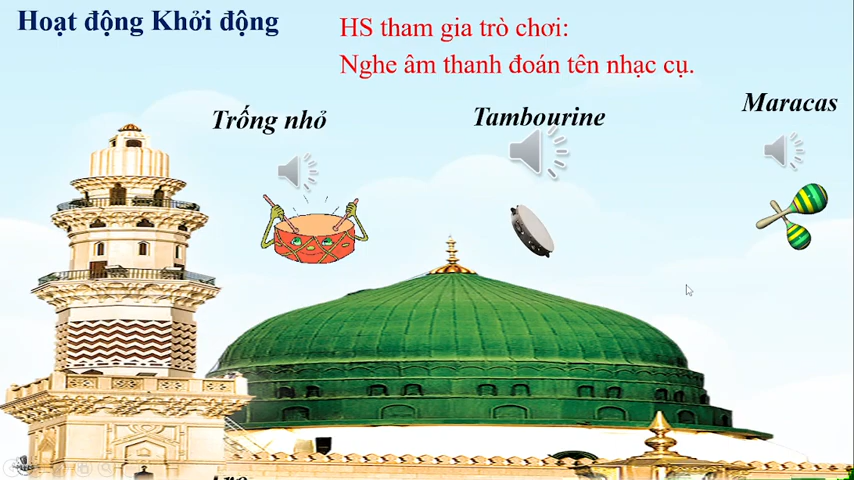 Hoạt động Khởi động
HS tham gia trò chơi:
Nghe âm thanh đoán tên nhạc cụ.
Trống nhỏ
Tambourine
Maracas